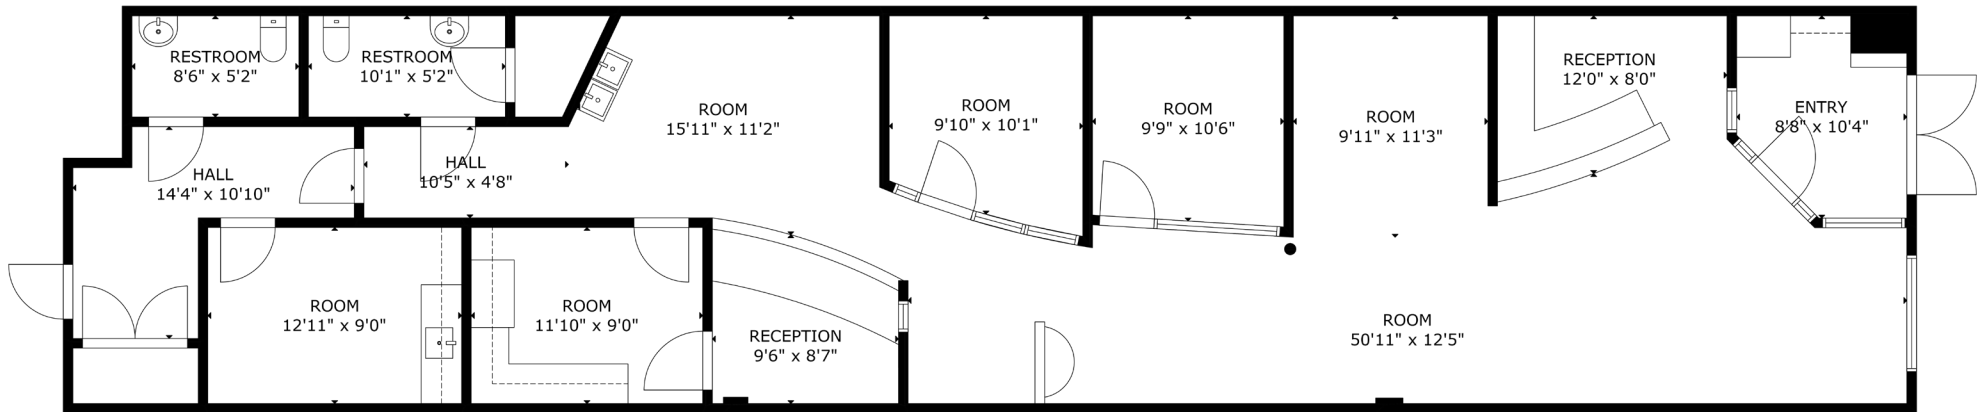 RESTROOM
8'6" x 5'2"
RESTROOM
10'1" x 5'2"
ROOM
15'11" x 11'2"
ROOM
9'10" x 10'1"
ROOM
9'9" x 10'6"
ROOM
9'11" x 11'3"
RECEPTION
12'0" x 8'0"
ENTRY
8'8" x 10'4"
HALL
14'4" x 10'10"
HALL
10'5" x 4'8"
ROOM
12'11" x 9'0"
ROOM
11'10" x 9'0"
RECEPTION
9'6" x 8'7"
ROOM
50'11" x 12'5"